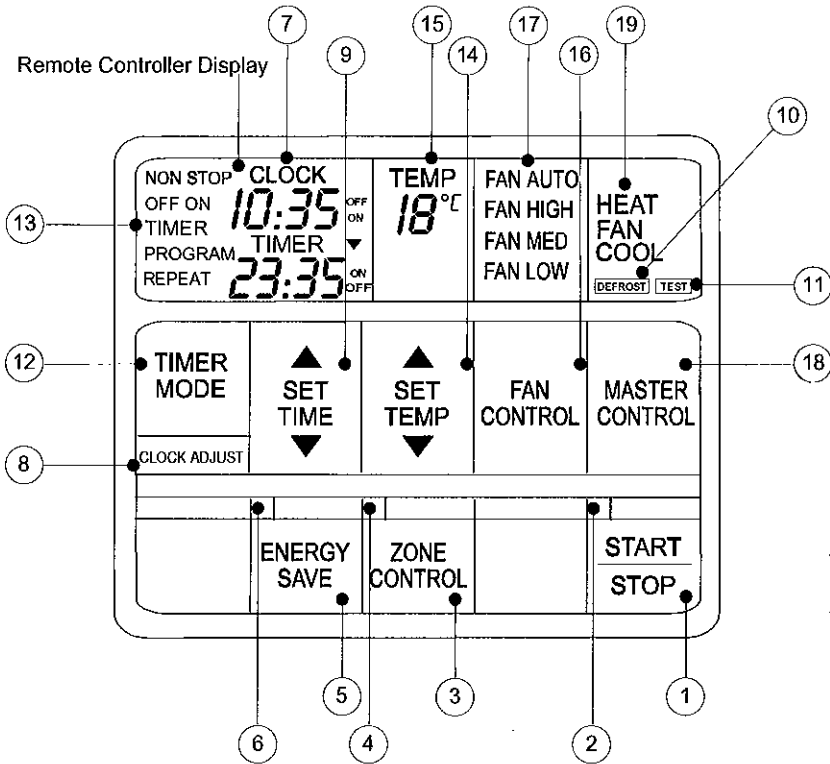 7
9
15
17
14
16
19
Remote Controller Display
10
NON STOP
CLOCK
OFF ON
10:35
OFF
ON
13
TIMER
TIMER
PROGRAM
REPEAT
23:35
ON
OFF
TEMP
18°C
FAN AUTO
FAN HIGH
FAN MED
FAN LOW
HEAT
FAN
COOL
DEFROST
TEST
11
12
TIMER
MODE
SET
TIME
SET
TEMP
FAN
CONTROL
MASTER
CONTROL
18
8
CLOCK ADJUST
ENERGY
SAVE
ZONE
CONTROL
START
STOP
5
3
1
6
4
2